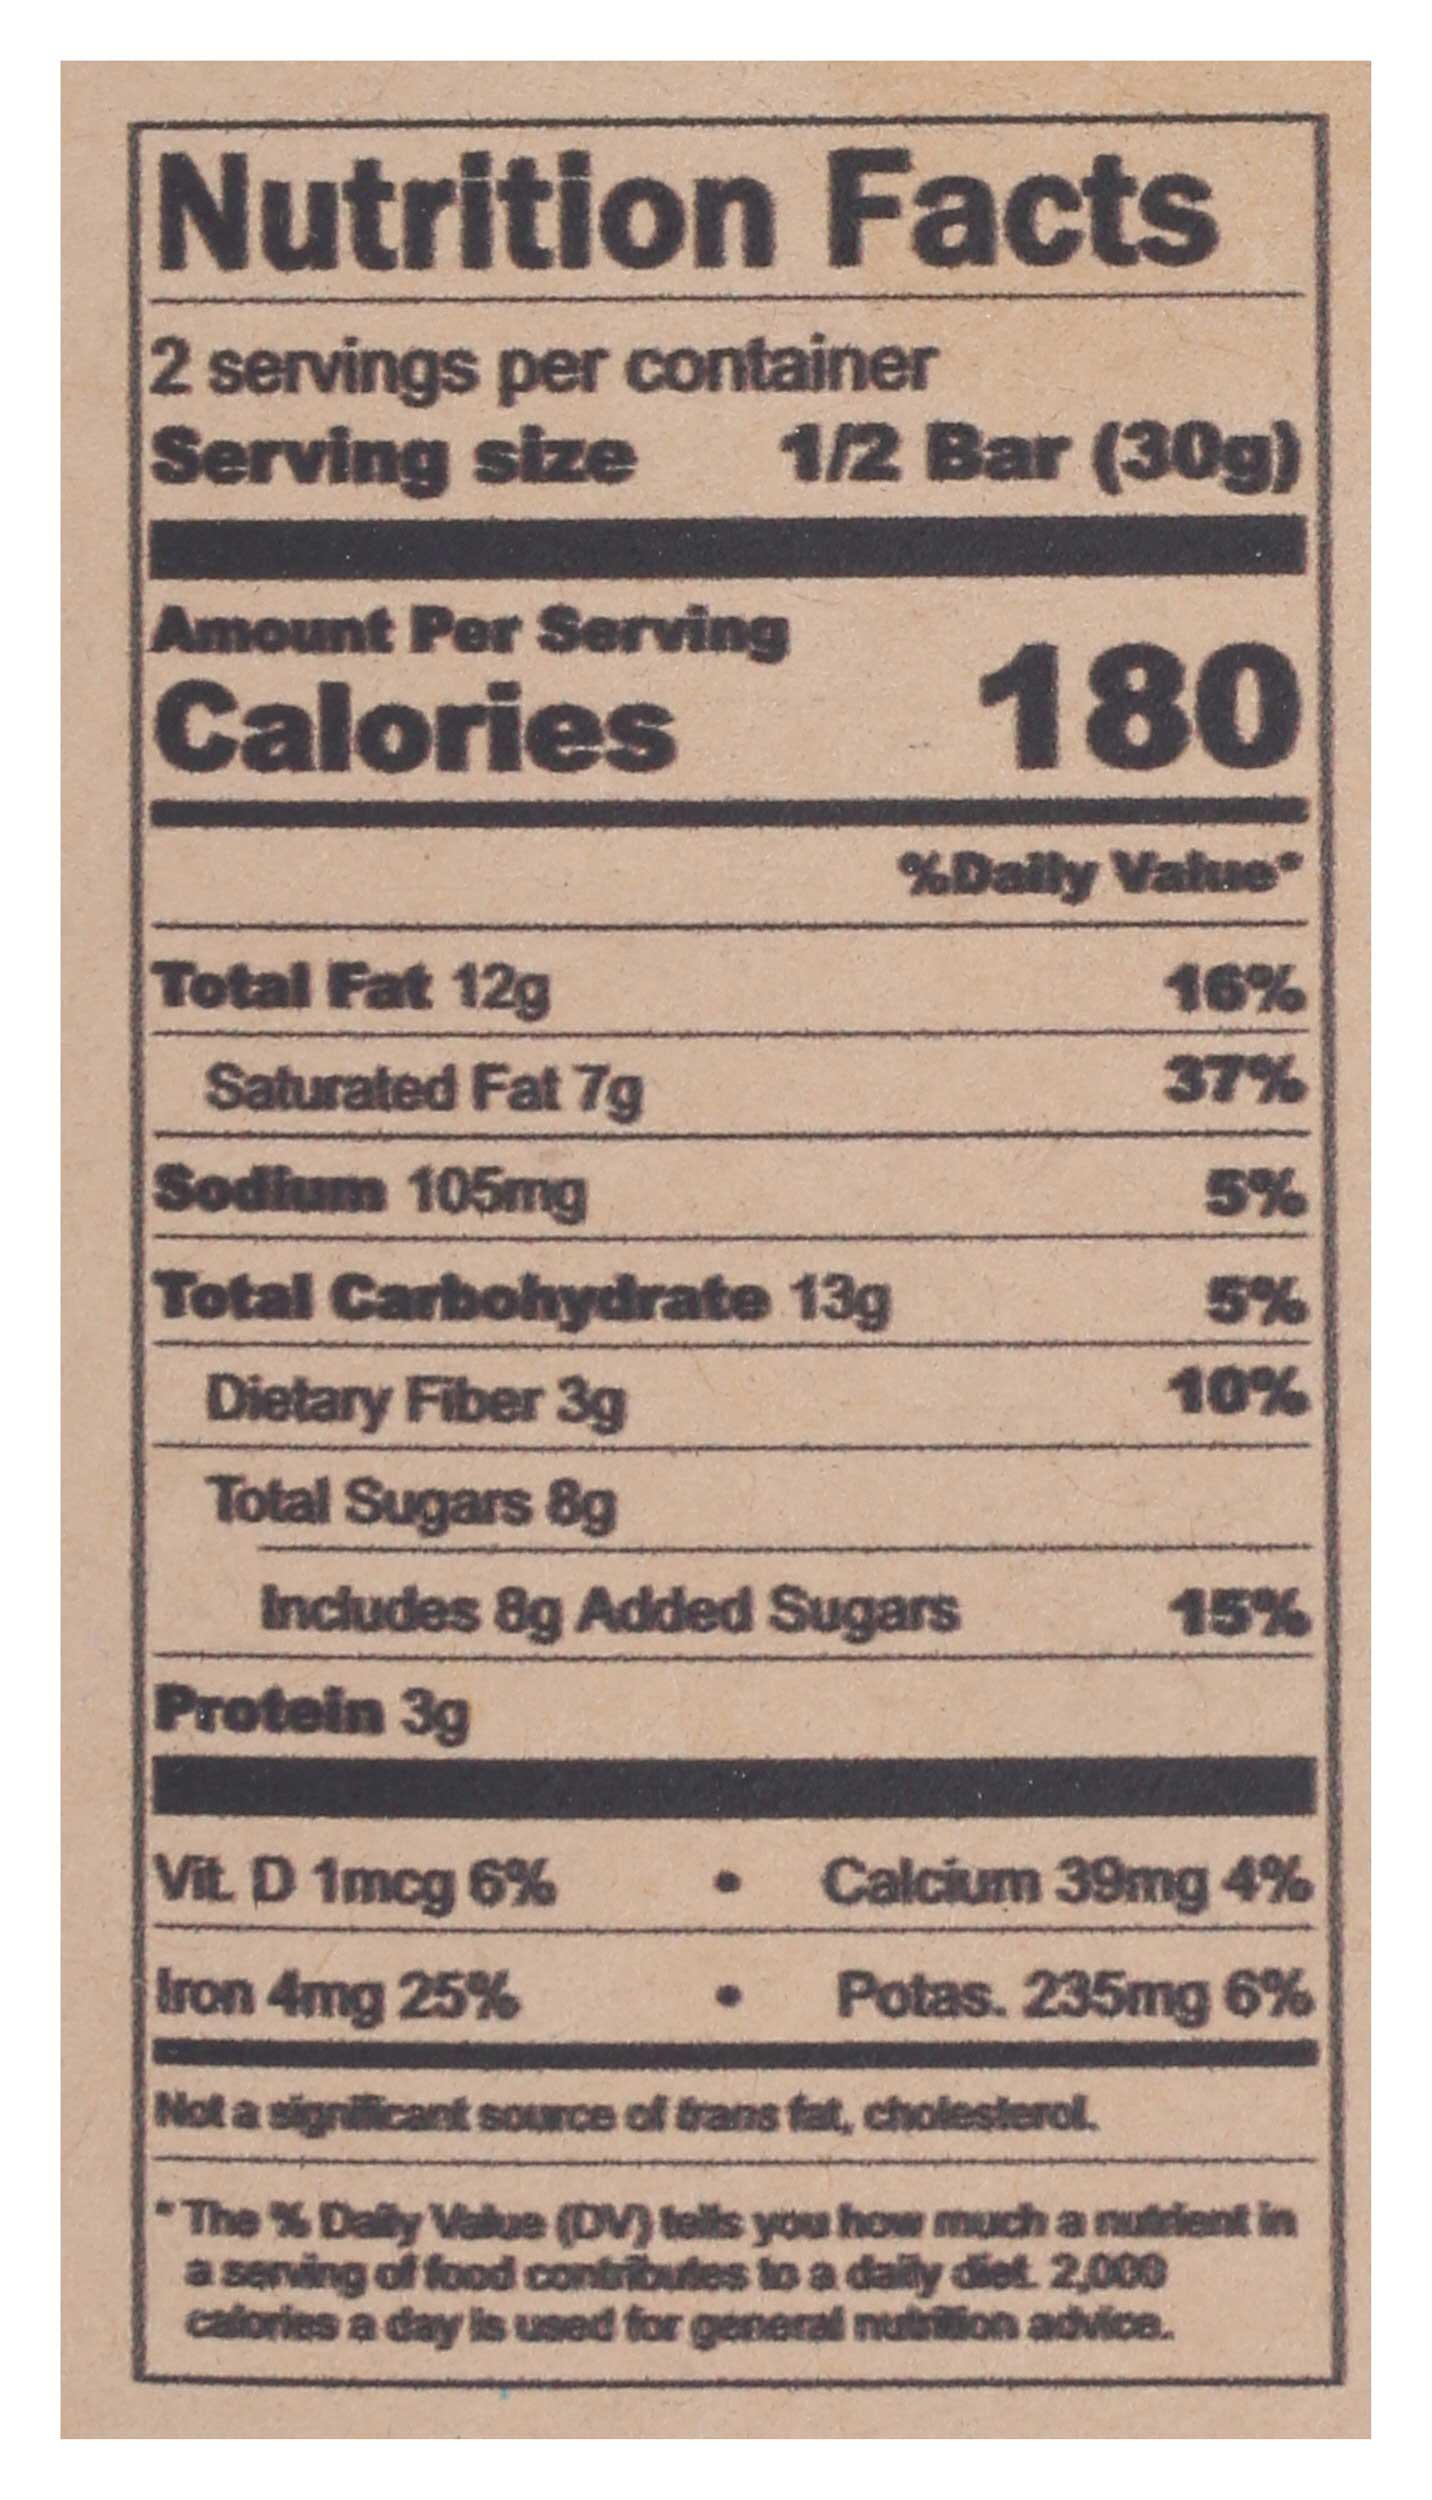 Nutrition Facts
2 servings per container
Serving size 1/2 Bar (30g)
Amount Per Serving
Calories 180
%Daily Value*
Total Fat 12g 16%
Saturated Fat 7g 37%
Sodium 105mg 5%
Total Carbohydrate 13g 5%
Dietary Fiber 3g 10%
Total Sugars 8g
Includes 8g Added Sugars 15%
Protein 3g
Vit. D 1mcg 6% • Calcium 39mg 4%
Iron 4mg 25% • Potas. 235mg 6%
Not a significant source of trans fat, cholesterol.
* The % Daily Value (DV) tells you how much a nutrient in
a serving of food contributes to a daily diet. 2,000
calories a day is used for general nutrition advice.